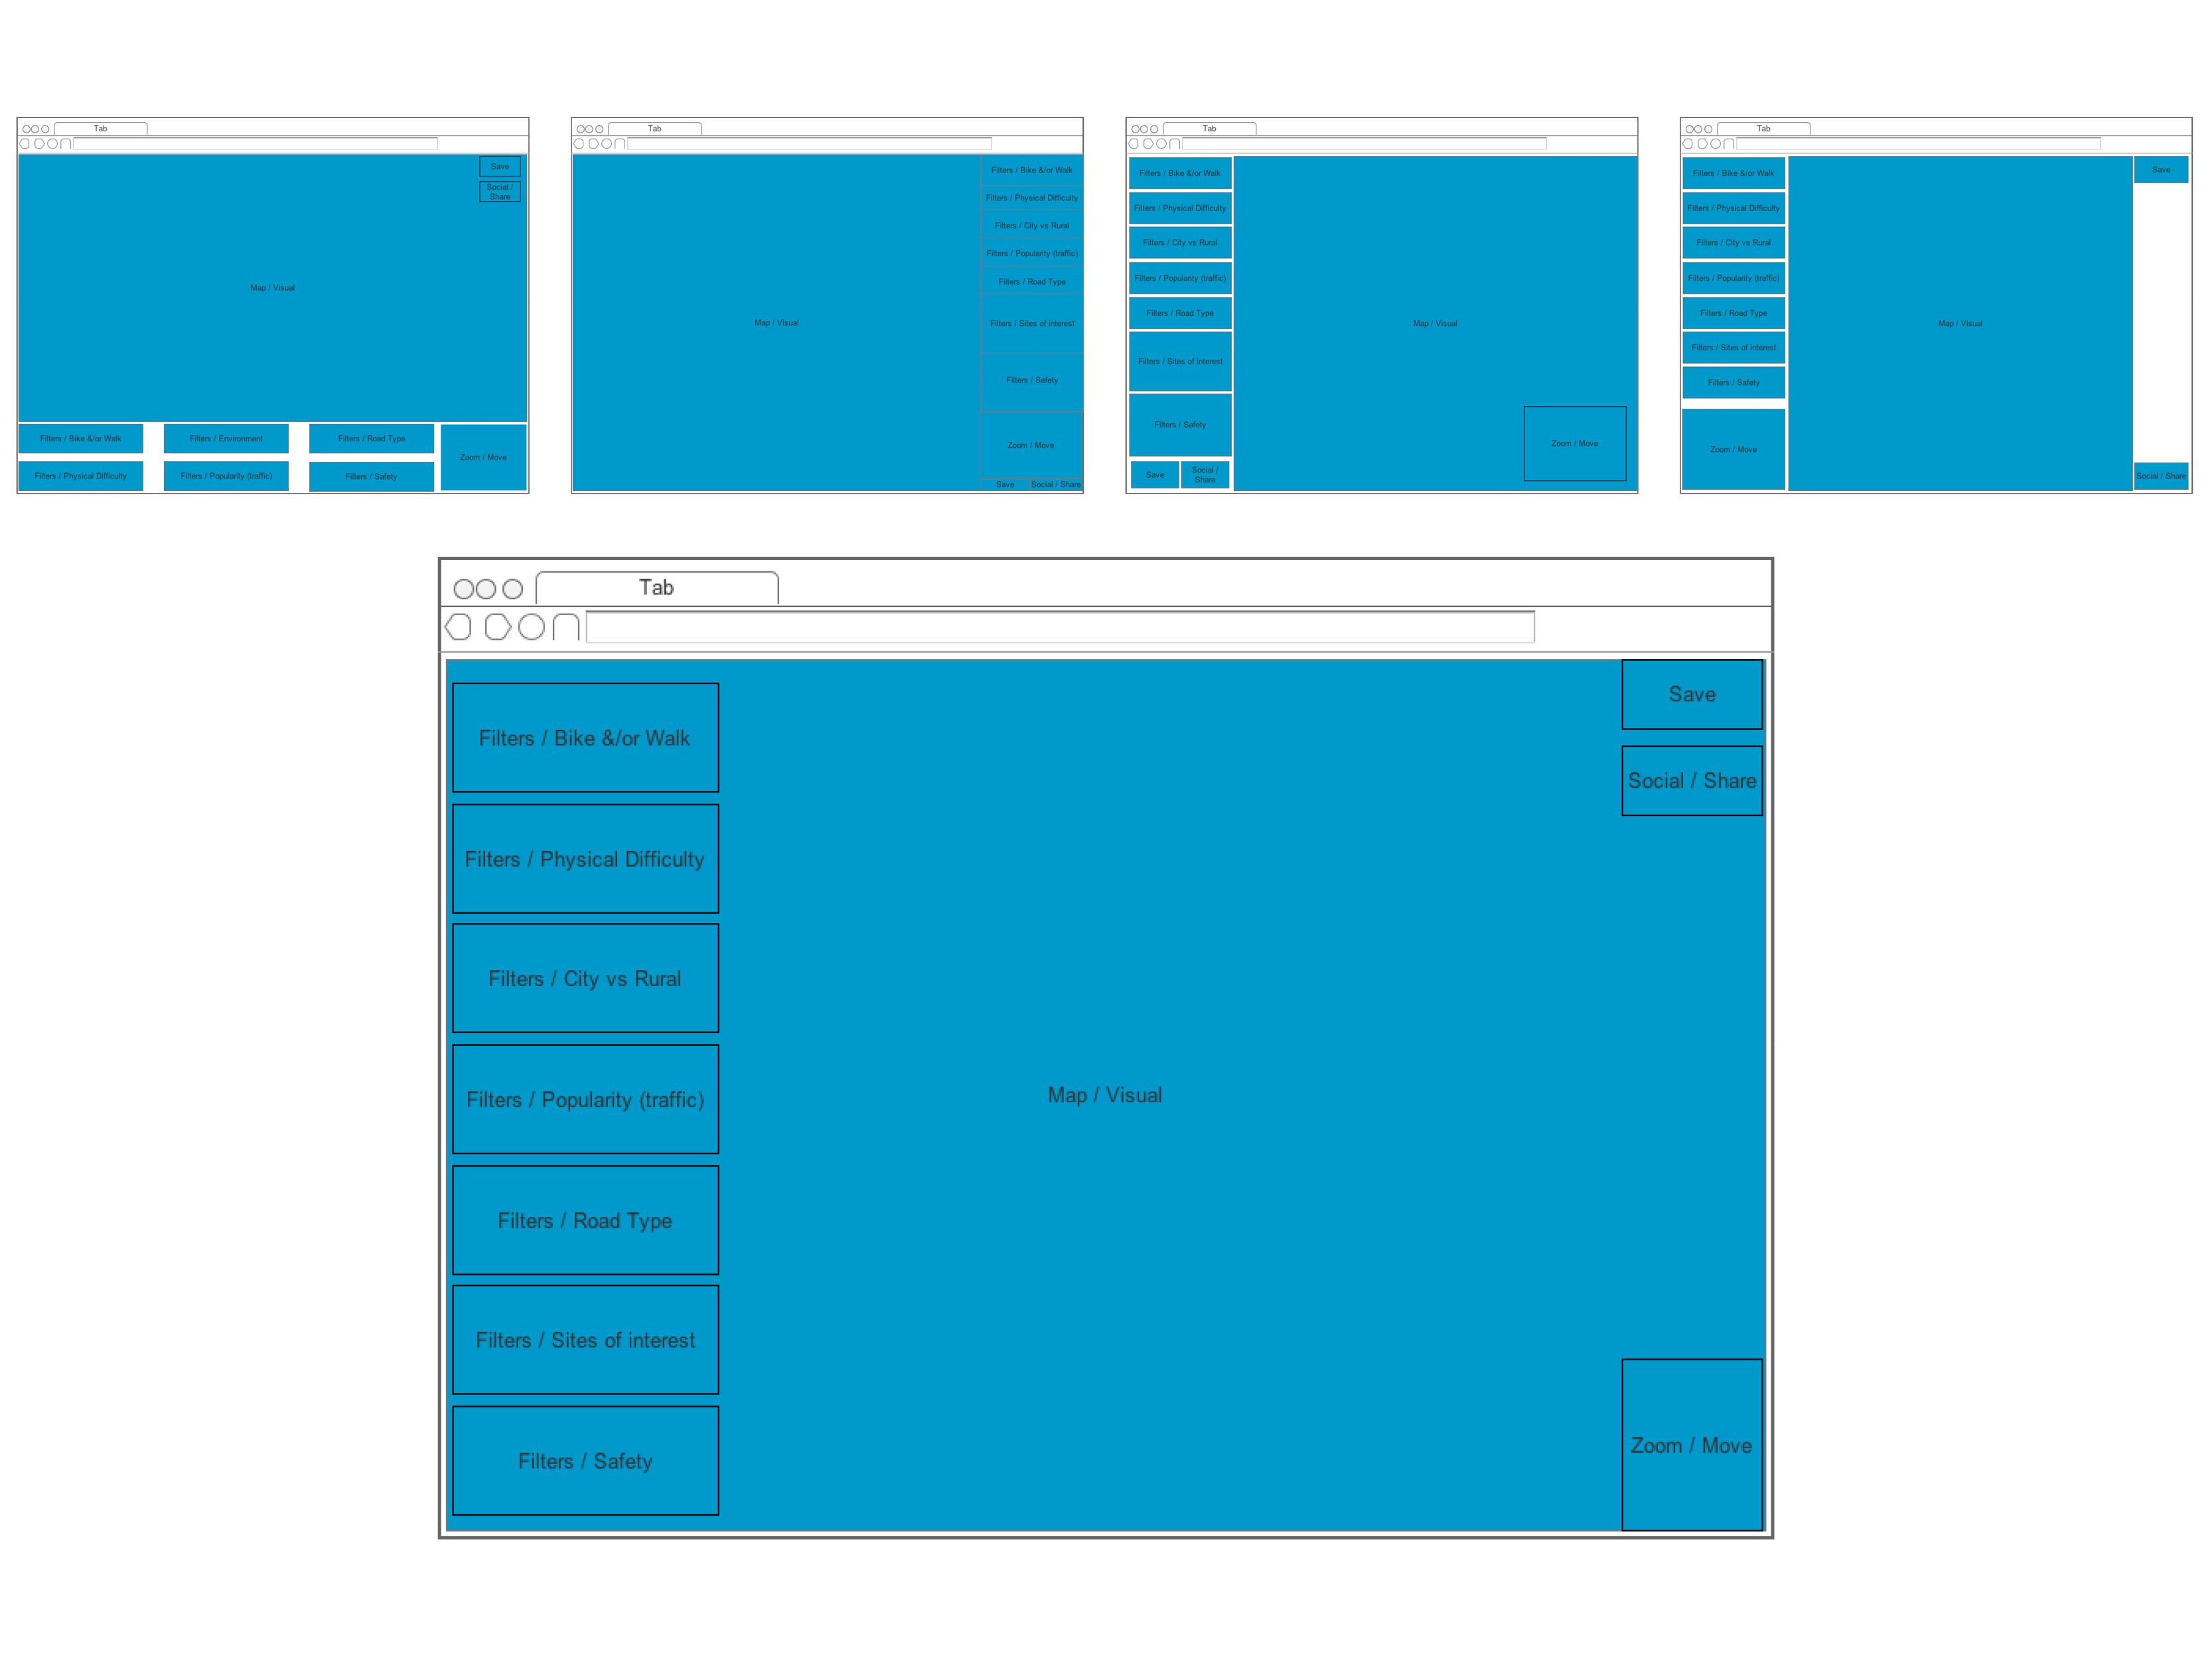 Tab
Save
Social /
Share
Map / Visual
Filters / Bike &/or Walk
Filters / Environment
Filters / Road Type
Zoom / Move
Filters / Physical Difficulty
Filters / Popularity (traffic)
Filters / Safety
Tab
Filters / Bike &/or Walk
Filters / Physical Difficulty
Filters / City vs Rural
Filters / Popularity (traffic)
Filters / Road Type
Map / Visual
Filters / Sites of interest
Filters / Safety
Zoom / Move
Save
Social / Share
Tab
Filters / Bike &/or Walk
Filters / Physical Difficulty
Filters / City vs Rural
Filters / Popularity (traffic)
Filters / Road Type
Map / Visual
Filters / Sites of interest
Filters / Safety
Zoom / Move
Save
Social /
Share
Tab
Filters / Bike &/or Walk
Save
Filters / Physical Difficulty
Filters / City vs Rural
Filters / Popularity (traffic)
Filters / Road Type
Map / Visual
Filters / Sites of interest
Filters / Safety
Zoom / Move
Social / Share
Tab
Save
Filters / Bike &/or Walk
Social / Share
Filters / Physical Difficulty
Filters / City vs Rural
Map / Visual
Filters / Popularity (traffic)
Filters / Road Type
Filters / Sites of interest
Zoom / Move
Filters / Safety